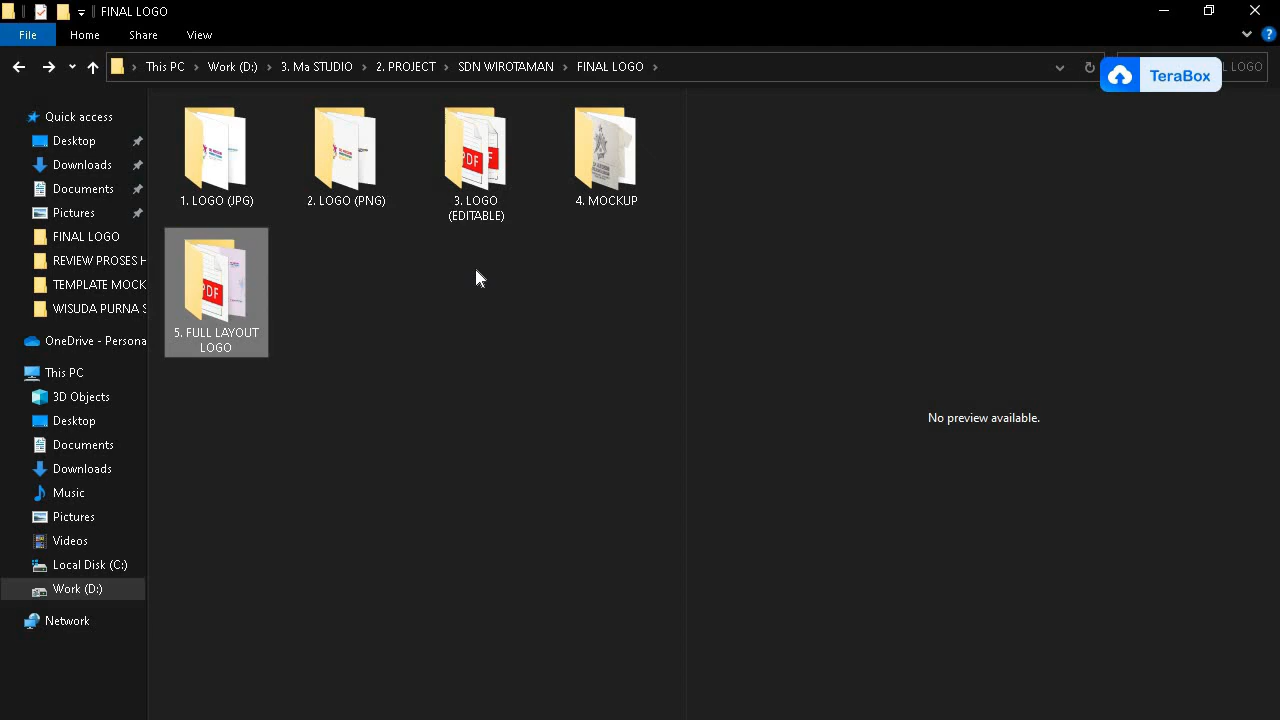 FINAL LOGO
File Home Share View
This PC Work (D:) 3. Ma STUDIO 2. PROJECT SDN WIROTAMAN FINAL LOGO
LOGO
TeraBox
Quick access
Desktop
Downloads
Documents
Pictures
FINAL LOGO
REVIEW PROSES H
TEMPLATE MOCK
WISUDA PURNA S
OneDrive - Persona
This PC
3D Objects
Desktop
Documents
Downloads
Music
Pictures
Videos
Local Disk (C:)
Work (D:)
Network
1. LOGO (JPG)
2. LOGO (PNG)
PDF
3. LOGO
(EDITABLE)
4. MOCKUP
PDF
5. FULL LAYOUT
LOGO
No preview available.